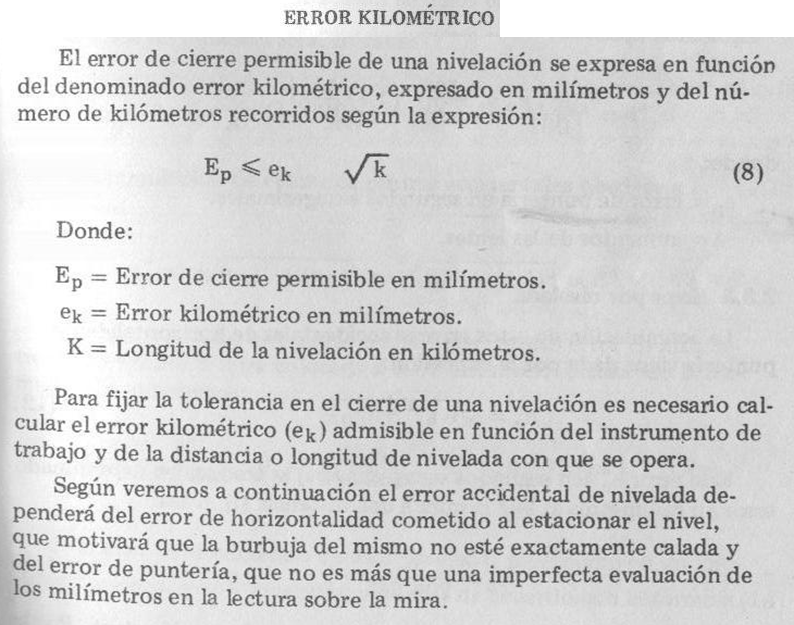 ERROR KILOMÉTRICO
El error de cierre permisible de una nivelación se expresa en función
del denominado error kilométrico, expresado en milímetros y del nú-
mero de kilómetros recorridos según la expresión:
Ep ⩽ ek √k (8)
Donde:
Ep = Error de cierre permisible en milímetros.
ek = Error kilométrico en milímetros.
K = Longitud de la nivelación en kilómetros.
Para fijar la tolerancia en el cierre de una nivelación es necesario cal-
cular el error kilométrico (ek) admisible en función del instrumento de
trabajo y de la distancia o longitud de nivelada con que se opera.
Según veremos a continuación el error accidental de nivelada de-
penderá del error de horizontalidad cometido al estacionar el nivel,
que motivará que la burbuja del mismo no esté exactamente calada y
del error de puntería, que no es más que una imperfecta evaluación de
los milímetros en la lectura sobre la mira.